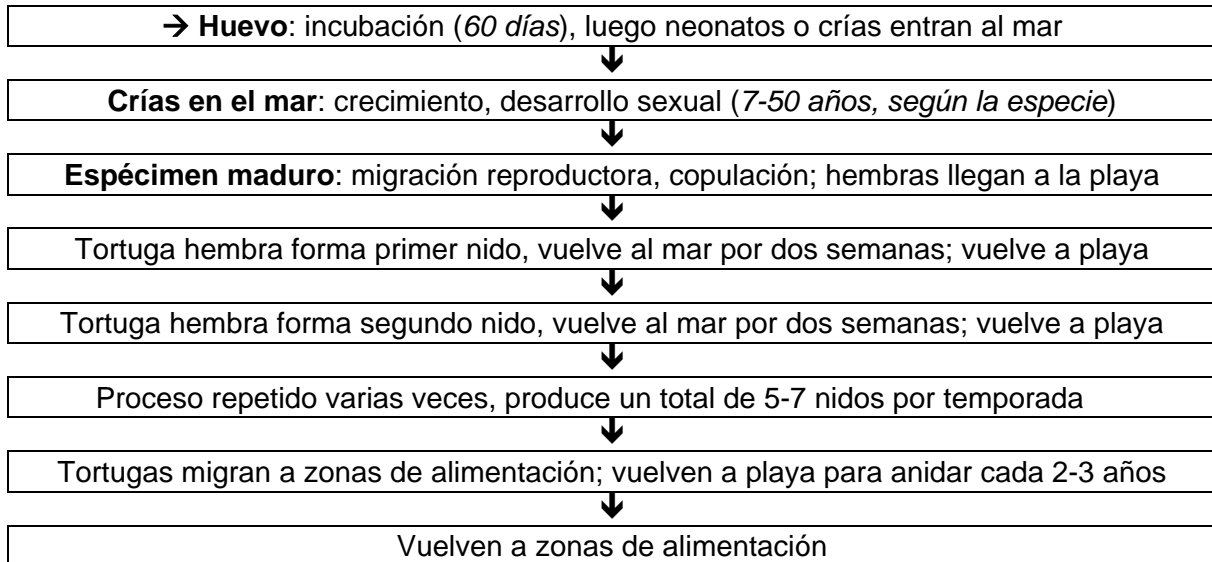 → Huevo: incubación (60 días), luego neonatos o crías entran al mar
Crías en el mar: crecimiento, desarrollo sexual (7-50 años, según la especie)
Espécimen maduro: migración reproductora, copulación; hembras llegan a la playa
Tortuga hembra forma primer nido, vuelve al mar por dos semanas; vuelve a playa
Tortuga hembra forma segundo nido, vuelve al mar por dos semanas; vuelve a playa
Proceso repetido varias veces, produce un total de 5-7 nidos por temporada
Tortugas migran a zonas de alimentación; vuelven a playa para anidar cada 2-3 años
Vuelven a zonas de alimentación